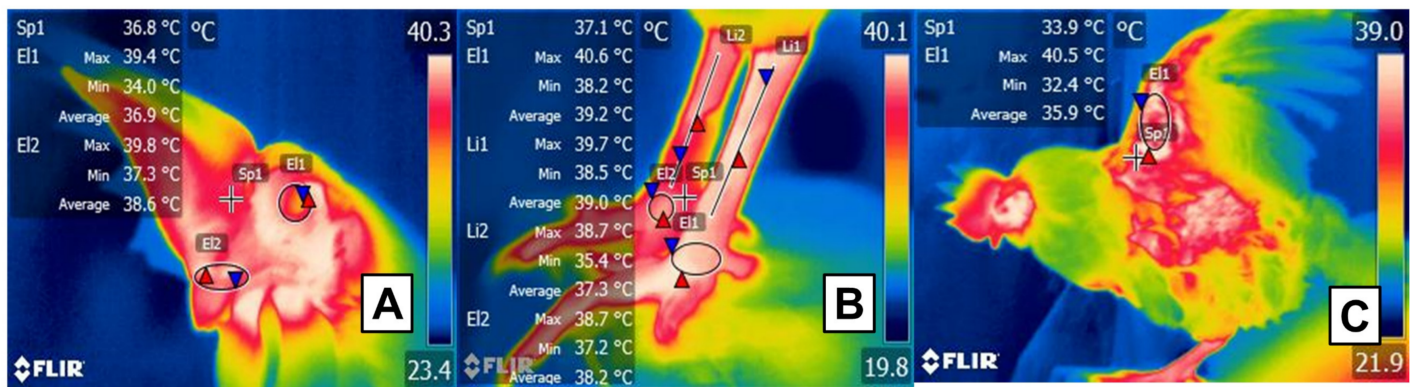 Sp1 36.8 °C °C 40.3
El1 Max 39.4 °C
Min 34.0 °C
Average 36.9 °C
El2 Max 39.8 °C
Min 37.3 °C
Average 38.6 °C
Sp1
El1
El2
A
FLIR
23.4
Sp1 37.1 °C °C 40.1
El1 Max 40.6 °C
Min 38.2 °C
Average 39.2 °C
Li1 Max 39.7 °C
Min 38.5 °C
Average 39.0 °C
Li2 Max 38.7 °C
Min 35.4 °C
Average 37.3 °C
El2 Max 38.7 °C
Min 37.2 °C
Average 38.2 °C
Li2
Li1
El2
Sp1
El1
B
FLIR
19.8
Sp1 33.9 °C °C 39.0
El1 Max 40.5 °C
Min 32.4 °C
Average 35.9 °C
El1
Sp1
C
FLIR
21.9